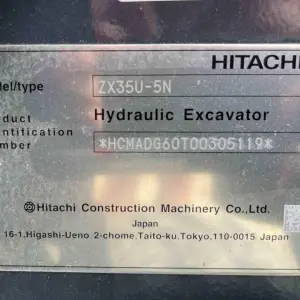 HITACHI
del/type ZX35U-5N
oduct Hydraulic Excavator
entification
umber *HCMADG60T00305119*
Hitachi Construction Machinery Co.,Ltd.
Japan
16-1,Higashi-Ueno 2-chome,Taito-ku,Tokyo,110-0015 Japan